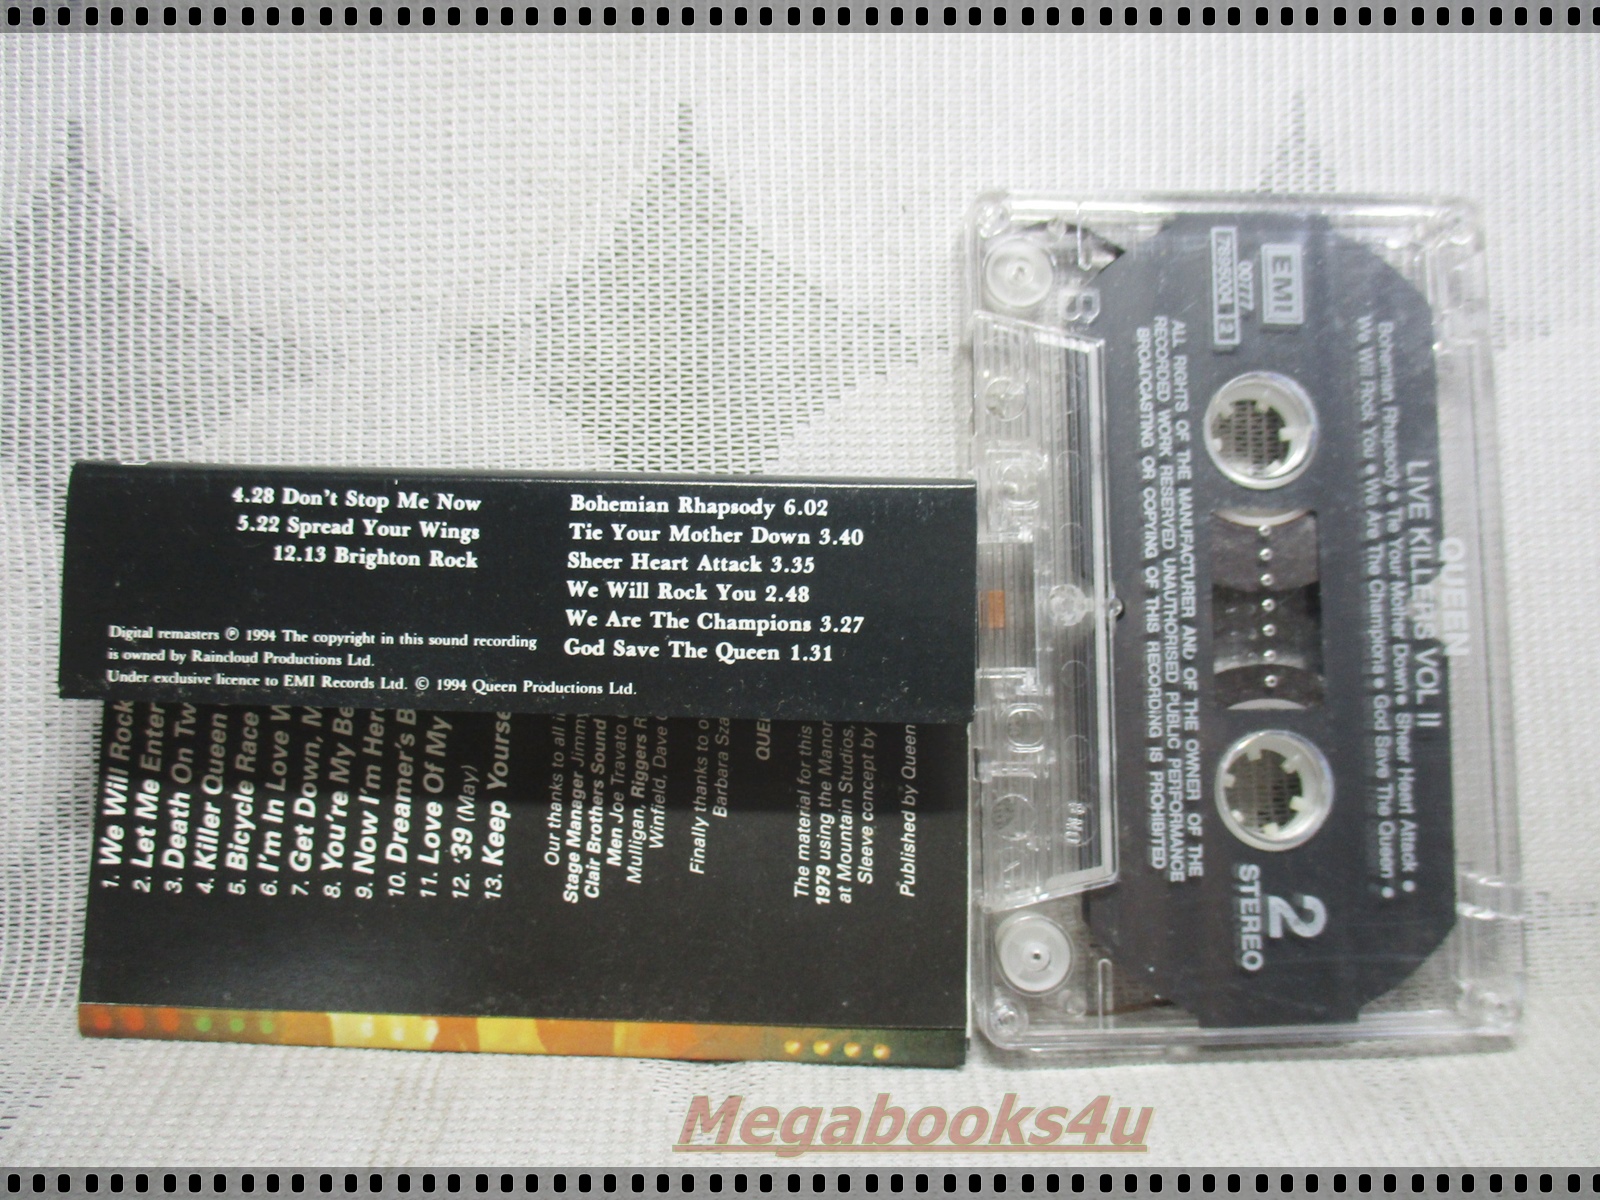 4.28 Don't Stop Me Now
5.22 Spread Your Wings
12.13 Brighton Rock
Bohemian Rhapsody 6.02
Tie Your Mother Down 3.40
Sheer Heart Attack 3.35
We Will Rock You 2.48
We Are The Champions 3.27
God Save The Queen 1.31
Digital remasters ℗ 1994 The copyright in this sound recording
is owned by Raincloud Productions Ltd.
Under exclusive licence to EMI Records Ltd. © 1994 Queen Productions Ltd.
1. We Will Rock
2. Let Me Enter
3. Death On Tw
4. Killer Queen
5. Bicycle Race
6. I'm In Love W
7. Get Down, M
8. You're My Be
9. Now I'm Her
10. Dreamer's B
11. Love Of My
12. '39 (May)
13. Keep Yourse
Our thanks to all
Stage Manager Jimmy
Clair Brothers Sound
Men Joe Travato
Mulligan, Riggers R
Winfield, Dave
Finally thanks to
Barbara Sza
QUE
The material for this
1979 using the Manor
at Mountain Studios,
Sleeve concept by
Published by Queen
QUEEN
LIVE KILLERS VOL II
Bohemian Rhapsody • Tie Your Mother Down • Sheer Heart Attack •
We Will Rock You • We Are The Champions • God Save The Queen •
EMI
0077
7895004 2
2
STEREO
ALL RIGHTS OF THE MANUFACTURER AND OF THE OWNER OF THE
RECORDED WORK RESERVED UNAUTHORISED PUBLIC PERFORMANCE
BROADCASTING OR COPYING OF THIS RECORDING IS PROHIBITED
B
Megabooks4u